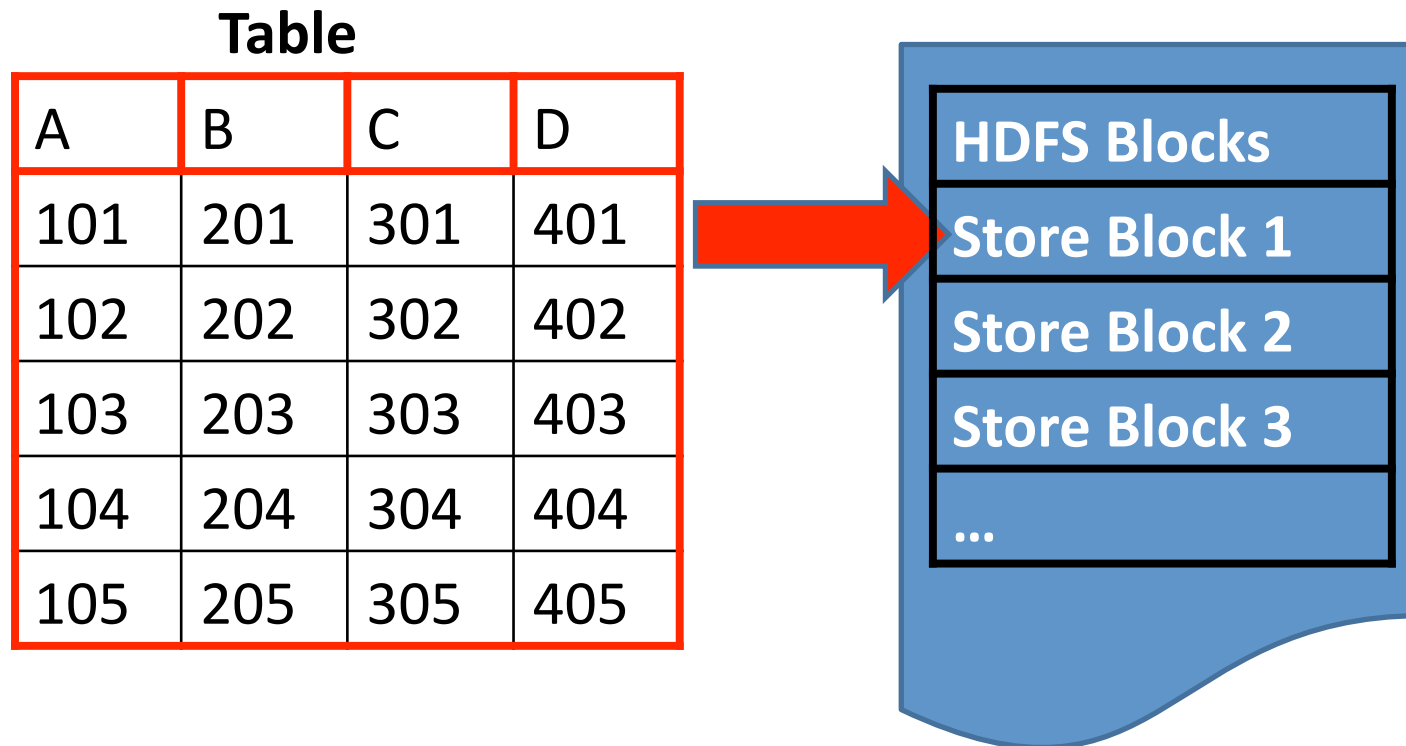 Table
A B C D
101 201 301 401
102 202 302 402
103 203 303 403
104 204 304 404
105 205 305 405
HDFS Blocks
Store Block 1
Store Block 2
Store Block 3
...